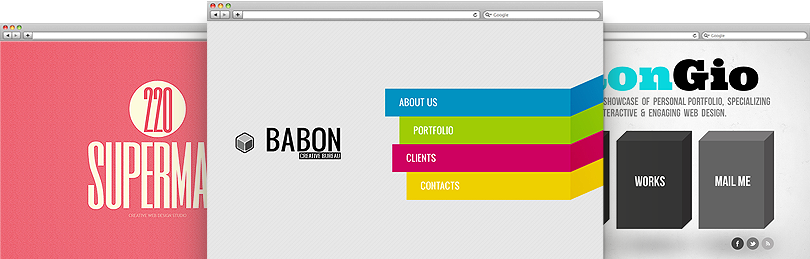 220
SUPERMA
CREATIVE WEB DESIGN STUDIO
Google
BABON
CREATIVE BUREAU
ABOUT US
PORTFOLIO
CLIENTS
CONTACTS
Google
onGio
SHOWCASE OF PERSONAL PORTFOLIO, SPECIALIZING
TERACTIVE & ENGAGING WEB DESIGN.
WORKS
MAIL ME